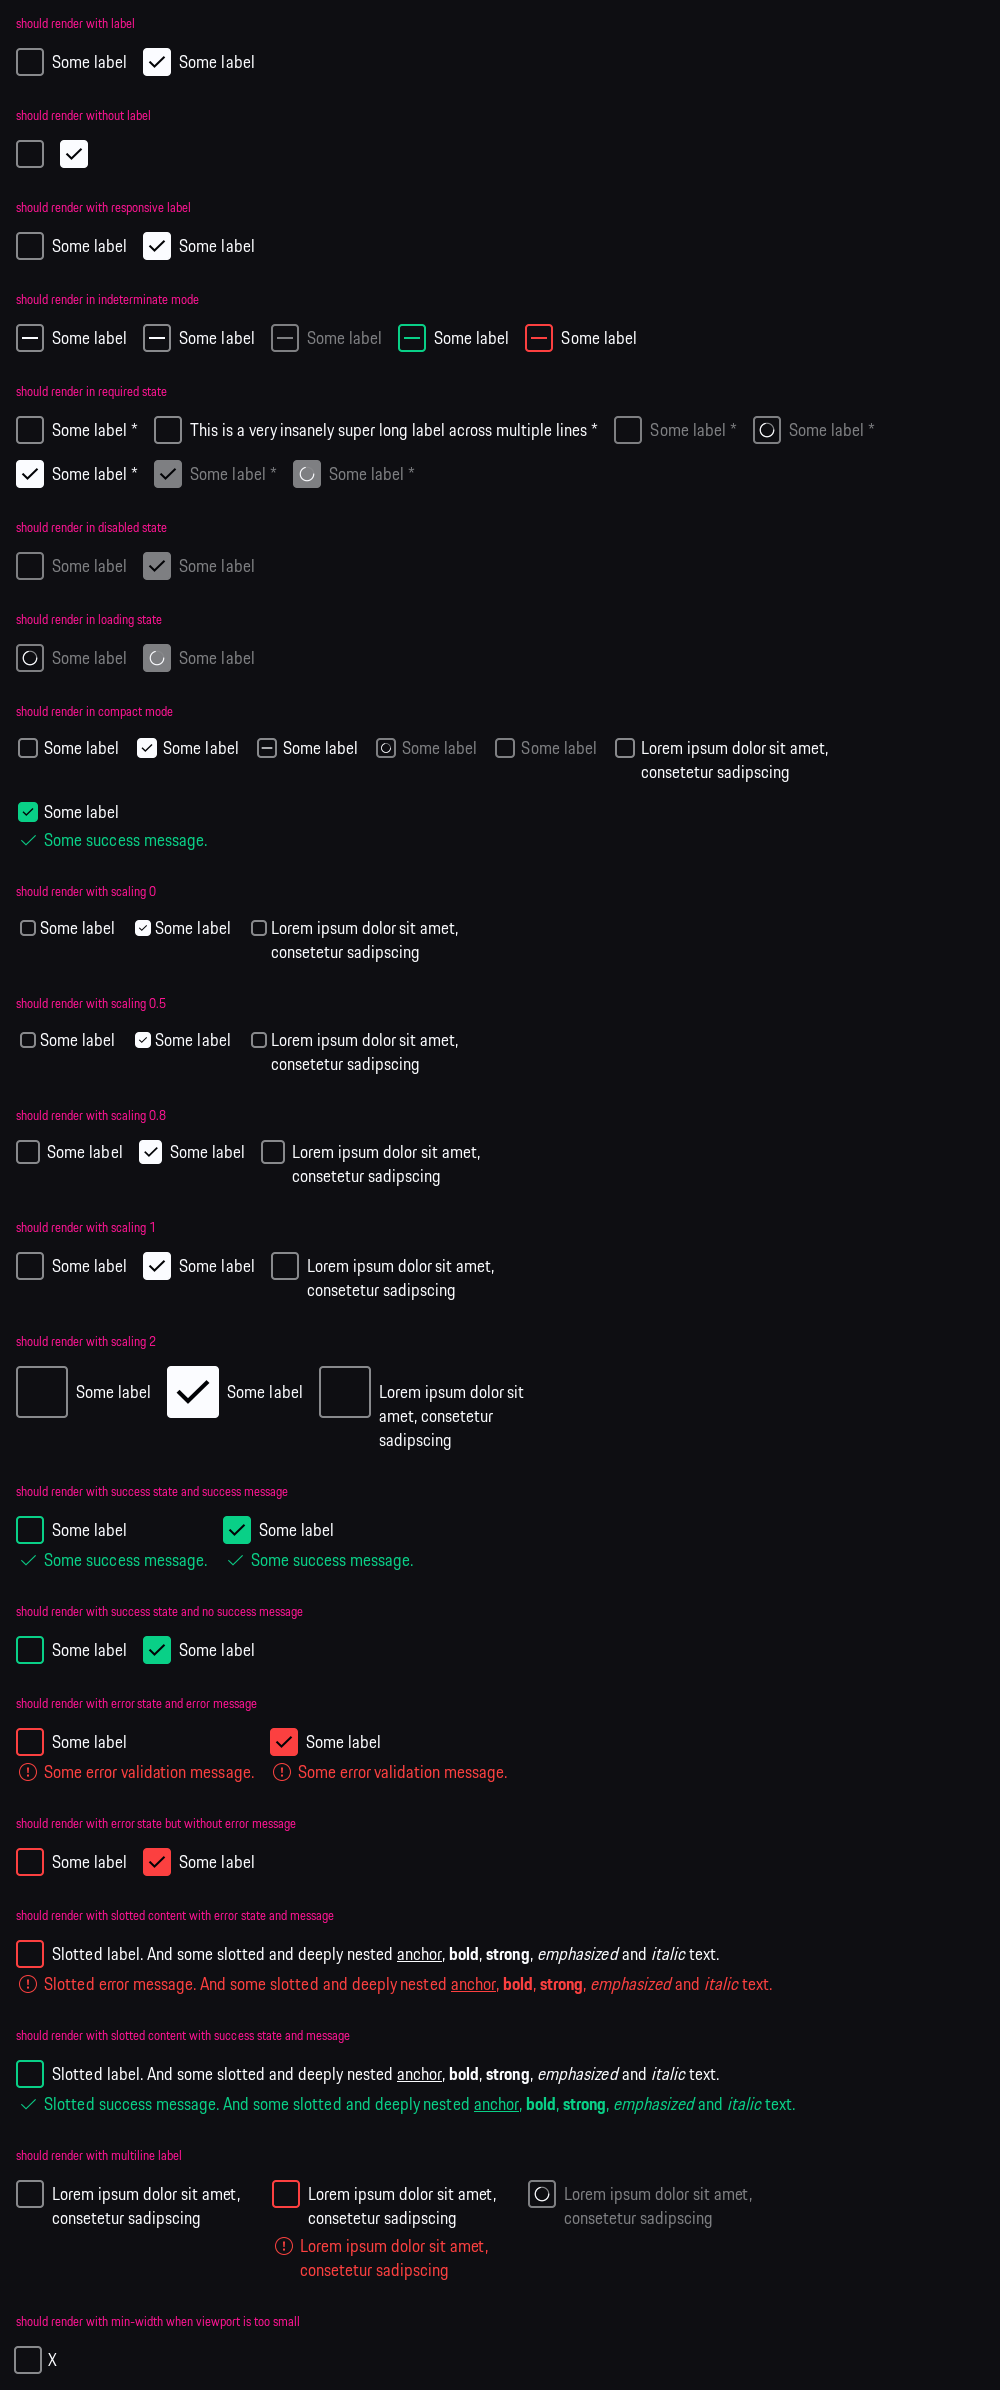 should render with label
Some label Some label
should render without label
should render with responsive label
Some label Some label
should render in indeterminate mode
Some label Some label Some label Some label Some label
should render in required state
Some label * This is a very insanely super long label across multiple lines * Some label * Some label *
Some label * Some label * Some label *
should render in disabled state
Some label Some label
should render in loading state
Some label Some label
should render in compact mode
Some label Some label Some label Some label Some label Lorem ipsum dolor sit amet,
consetetur sadipscing
Some label
Some success message.
should render with scaling 0
Some label Some label Lorem ipsum dolor sit amet,
consetetur sadipscing
should render with scaling 0.5
Some label Some label Lorem ipsum dolor sit amet,
consetetur sadipscing
should render with scaling 0.8
Some label Some label Lorem ipsum dolor sit amet,
consetetur sadipscing
should render with scaling 1
Some label Some label Lorem ipsum dolor sit amet,
consetetur sadipscing
should render with scaling 2
Some label Some label Lorem ipsum dolor sit
amet, consetetur
sadipscing
should render with success state and success message
Some label Some label
Some success message. Some success message.
should render with success state and no success message
Some label Some label
should render with error state and error message
Some label Some label
Some error validation message. Some error validation message.
should render with error state but without error message
Some label Some label
should render with slotted content with error state and message
Slotted label. And some slotted and deeply nested anchor, bold, strong, emphasized and italic text.
Slotted error message. And some slotted and deeply nested anchor, bold, strong, emphasized and italic text.
should render with slotted content with success state and message
Slotted label. And some slotted and deeply nested anchor, bold, strong, emphasized and italic text.
Slotted success message. And some slotted and deeply nested anchor, bold, strong, emphasized and italic text.
should render with multiline label
Lorem ipsum dolor sit amet, Lorem ipsum dolor sit amet, Lorem ipsum dolor sit amet,
consetetur sadipscing consetetur sadipscing consetetur sadipscing
Lorem ipsum dolor sit amet,
consetetur sadipscing
should render with min-width when viewport is too small
X